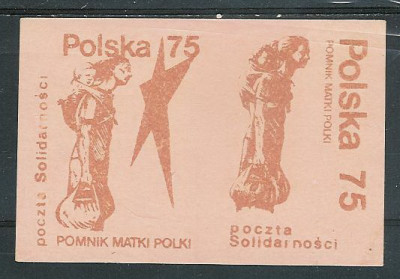 Polska 75
poczta Solidarności
POMNIK MATKI POLKI
Polska 75
POMNIK MATKI POLKI
poczta
Solidarności